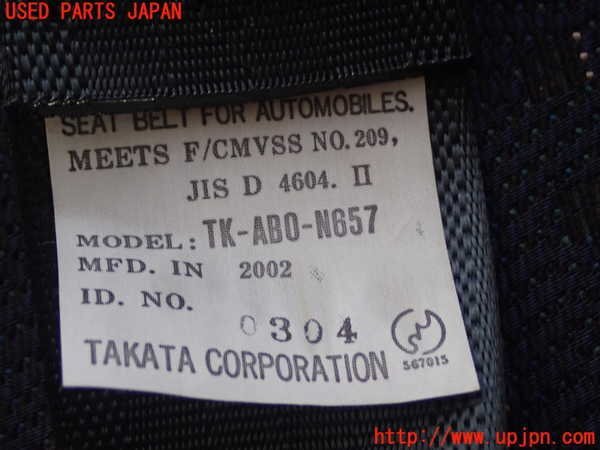 USED PARTS JAPAN
SEAT BELT FOR AUTOMOBILES.
MEETS F/CMVSS NO.209,
JIS D 4604. II
MODEL: TK-AB0-N657
MFD. IN 2002
ID. NO.
0304
TAKATA CORPORATION
567015
http://www.upjpn.com